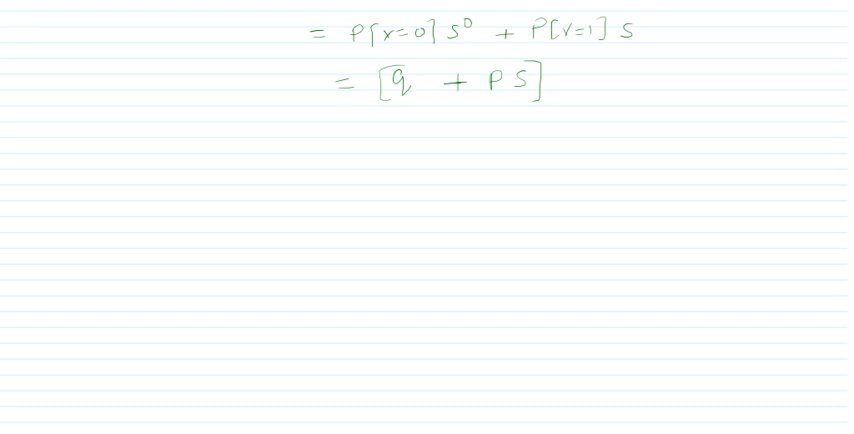 = P[X=0] s⁰ + P[X=1] s
= [q + ps]